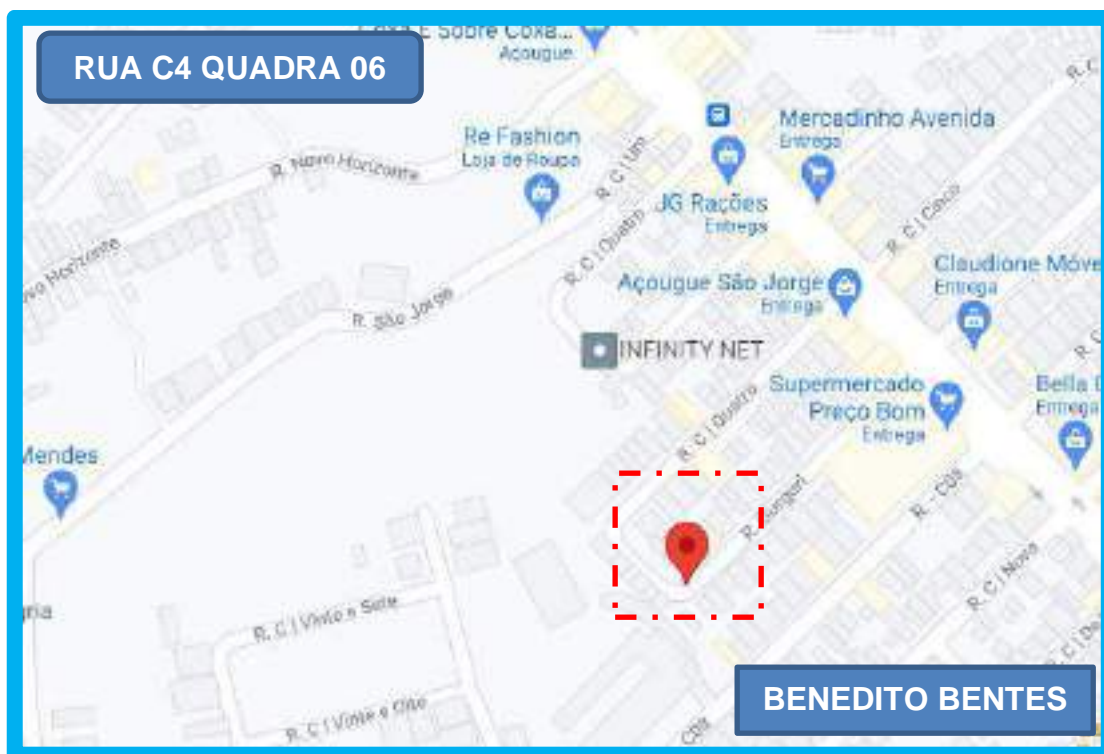 E Sobre Coxa...
Açougue
RUA C4 QUADRA 06
R. C
Mercadinho Avenida
Entrega
Re Fashion
Loja de Roupa
R. Novo Horizonte
R. C | Um
JG Rações
Entrega
R. C | Cinco
R. C | Quatro
ovo Horizonte
Açougue São Jorge
Entrega
Claudione Móve
Entrega
R. São Jorge
INFINITY NET
R. C
Supermercado
Preço Bom
Entrega
Bella
Entrega
R. C | Quatro
Mendes
R.
R. - C08
R. C | Nove
R. C | Vinte e Sete
R. C |
BENEDITO BENTES
R. C | Vinte e Oito
C08